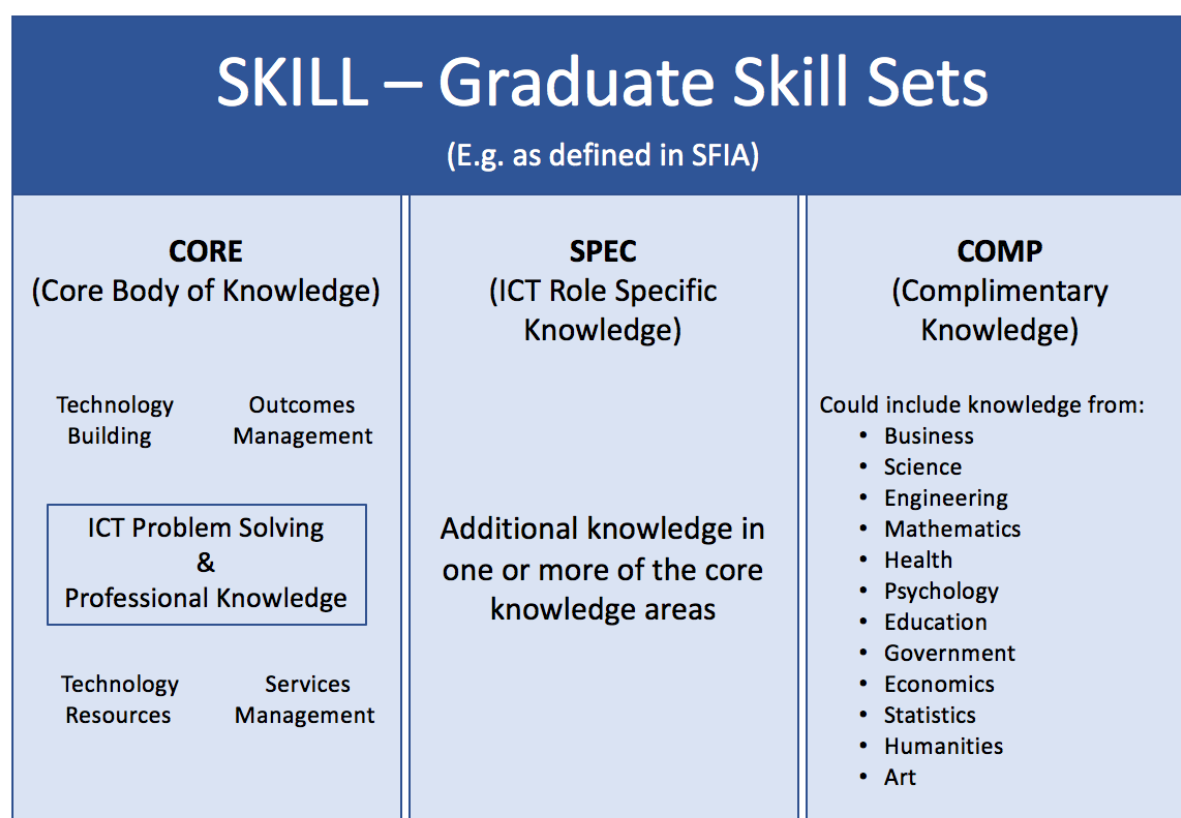 SKILL – Graduate Skill Sets
(E.g. as defined in SFIA)
CORE
(Core Body of Knowledge)
Technology
Building
Outcomes
Management
ICT Problem Solving
&
Professional Knowledge
Technology
Resources
Services
Management
SPEC
(ICT Role Specific
Knowledge)
Additional knowledge in
one or more of the core
knowledge areas
COMP
(Complimentary
Knowledge)
Could include knowledge from:
• Business
• Science
• Engineering
• Mathematics
• Health
• Psychology
• Education
• Government
• Economics
• Statistics
• Humanities
• Art